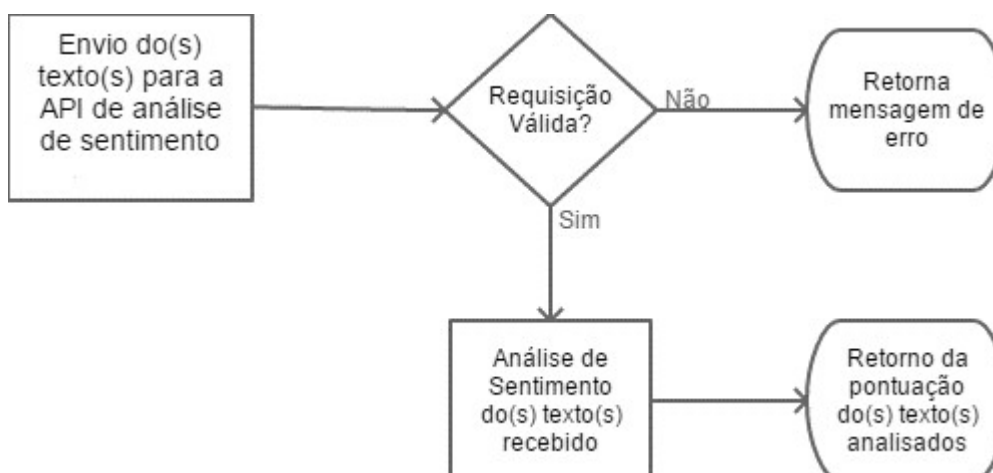 Envio do(s)
texto(s) para a
API de análise
de sentimento
Requisição
Válida?
Não
Retorna
mensagem de
erro
Sim
Análise de
Sentimento
do(s) texto(s)
recebido
Retorno da
pontuação
do(s) texto(s)
analisados